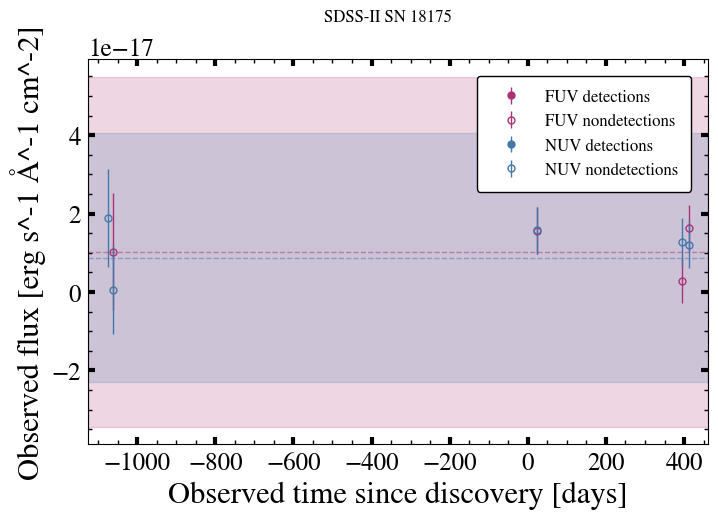 SDSS-II SN 18175
1e−17
Observed flux [erg s^-1 Å^-1 cm^-2]
4
2
0
−2
FUV detections
FUV nondetections
NUV detections
NUV nondetections
−1000 −800 −600 −400 −200 0 200 400
Observed time since discovery [days]